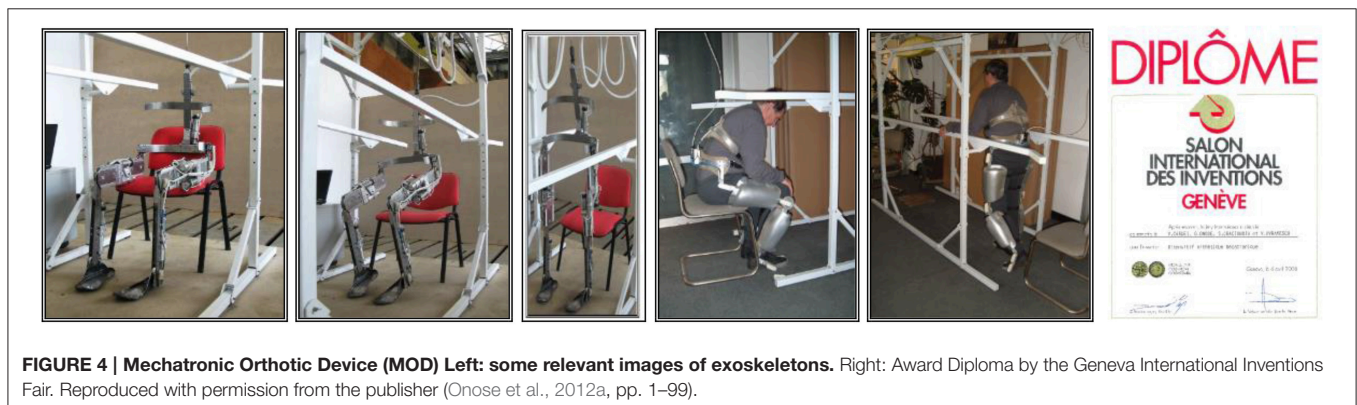 DIPLÔME
SALON
INTERNATIONAL
DES INVENTIONS
GENÈVE
FIGURE 4 | Mechatronic Orthotic Device (MOD) Left: some relevant images of exoskeletons. Right: Award Diploma by the Geneva International Inventions
Fair. Reproduced with permission from the publisher (Onose et al., 2012a, pp. 1–99).